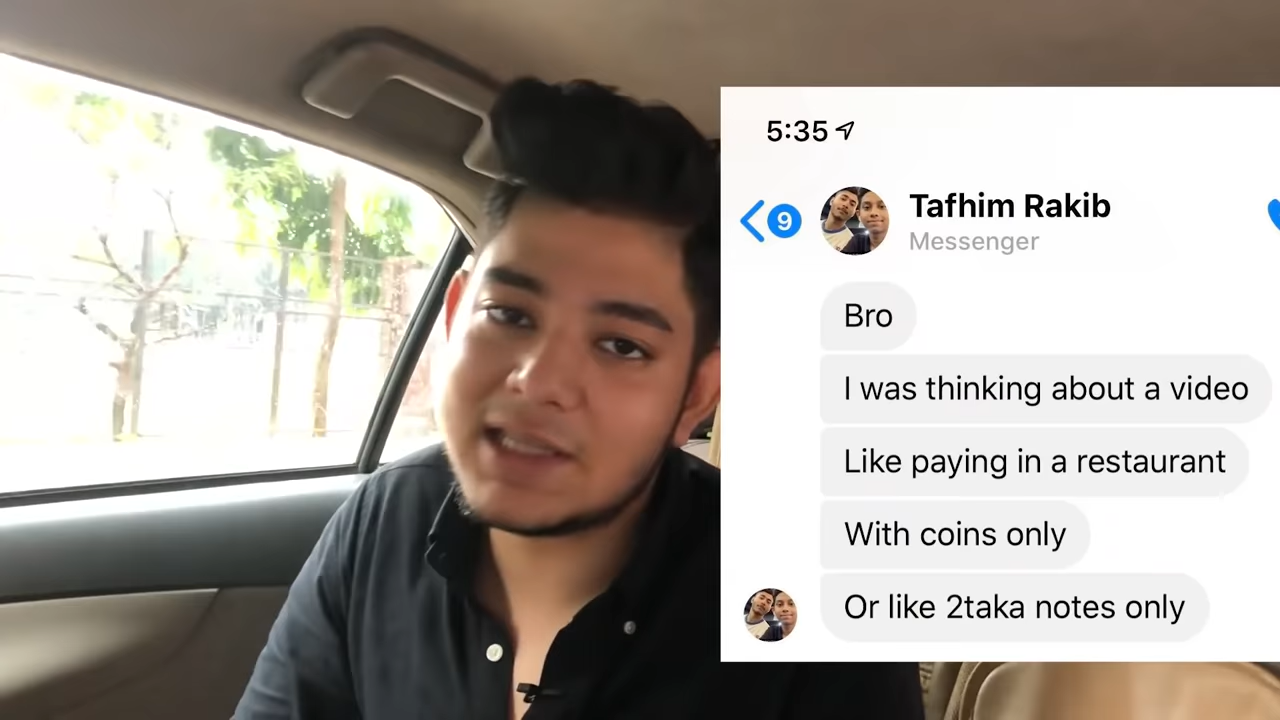 5:35
9
Tafhim Rakib
Messenger
Bro
I was thinking about a video
Like paying in a restaurant
With coins only
Or like 2taka notes only